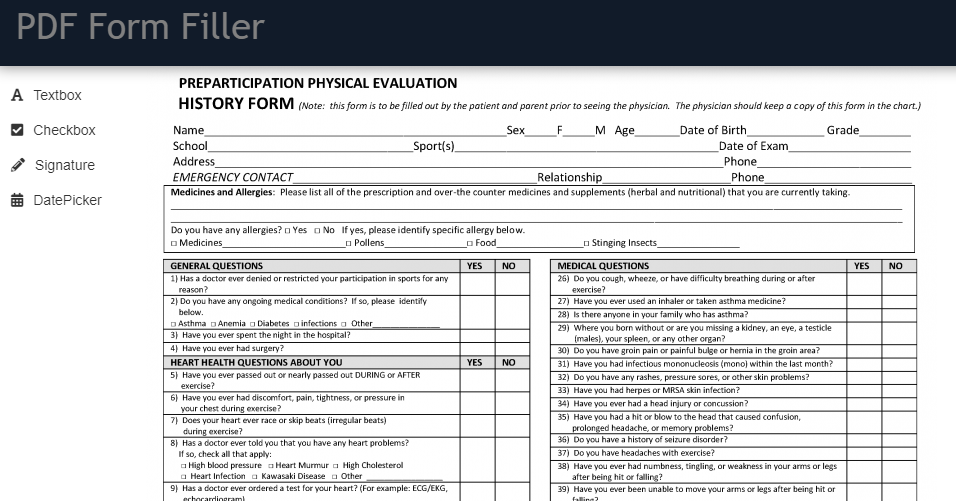 PDF Form Filler
Textbox
Checkbox
Signature
DatePicker
PREPARTICIPATION PHYSICAL EVALUATION
HISTORY FORM (Note: this form is to be filled out by the patient and parent prior to seeing the physician. The physician should keep a copy of this form in the chart.)
Name Sex F M Age Date of Birth Grade
School Sport(s) Date of Exam
Address Phone
EMERGENCY CONTACT Relationship Phone
Medicines and Allergies: Please list all of the prescription and over-the counter medicines and supplements (herbal and nutritional) that you are currently taking.
Do you have any allergies? □ Yes □ No If yes, please identify specific allergy below.
□ Medicines □ Pollens □ Food □ Stinging Insects
GENERAL QUESTIONS YES NO
1) Has a doctor ever denied or restricted your participation in sports for any
reason?
2) Do you have any ongoing medical conditions? If so, please identify
below.
□ Asthma □ Anemia □ Diabetes □ infections □ Other
3) Have you ever spent the night in the hospital?
4) Have you ever had surgery?
HEART HEALTH QUESTIONS ABOUT YOU YES NO
5) Have you ever passed out or nearly passed out DURING or AFTER
exercise?
6) Have you ever had discomfort, pain, tightness, or pressure in
your chest during exercise?
7) Does your heart ever race or skip beats (irregular beats)
during exercise?
8) Has a doctor ever told you that you have any heart problems?
If so, check all that apply:
□ High blood pressure □ Heart Murmur □ High Cholesterol
□ Heart Infection □ Kawasaki Disease □ Other
9) Has a doctor ever ordered a test for your heart? (For example: ECG/EKG,
echocardiogram)
MEDICAL QUESTIONS YES NO
26) Do you cough, wheeze, or have difficulty breathing during or after
exercise?
27) Have you ever used an inhaler or taken asthma medicine?
28) Is there anyone in your family who has asthma?
29) Where you born without or are you missing a kidney, an eye, a testicle
(males), your spleen, or any other organ?
30) Do you have groin pain or painful bulge or hernia in the groin area?
31) Have you had infectious mononucleosis (mono) within the last month?
32) Do you have any rashes, pressure sores, or other skin problems?
33) Have you had herpes or MRSA skin infection?
34) Have you ever had a head injury or concussion?
35) Have you had a hit or blow to the head that caused confusion,
prolonged headache, or memory problems?
36) Do you have a history of seizure disorder?
37) Do you have headaches with exercise?
38) Have you ever had numbness, tingling, or weakness in your arms or legs
after being hit or falling?
39) Have you ever been unable to move your arms or legs after being hit or
falling?